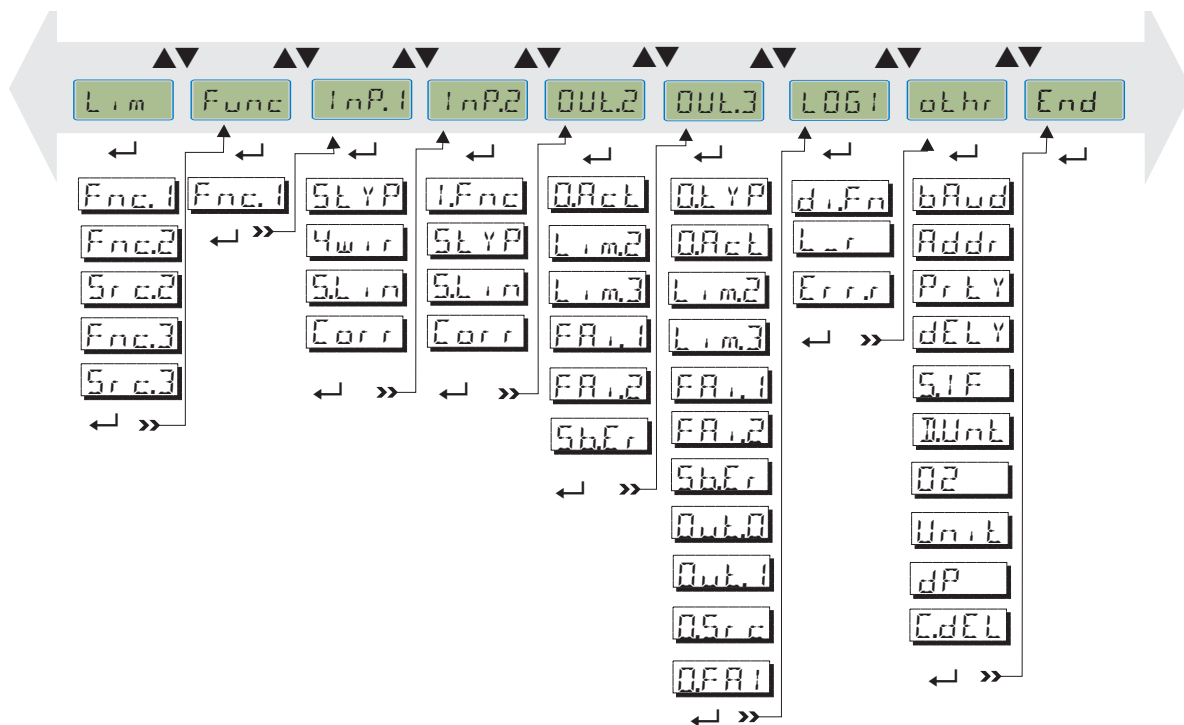 Lim
Func
InP.1
InP.2
OUt.2
OUt.3
LOGI
othr
End
Fnc.1
Fnc.2
Src.2
Fnc.3
Src.3
Fnc.1
StYP
4wir
S.Lin
Corr
I.Fnc
StYP
S.Lin
Corr
O.Act
Lim.2
Lim.3
FAi.1
FAi.2
Sb.Er
O.tYP
O.Act
Lim.2
Lim.3
FAi.1
FAi.2
Sb.Er
Out.0
Out.1
O.Src
O.FAI
di.Fn
L_r
Err.r
bAud
Addr
PrtY
dELY
S.IF
D.Unt
O2
Unit
dP
C.dEL